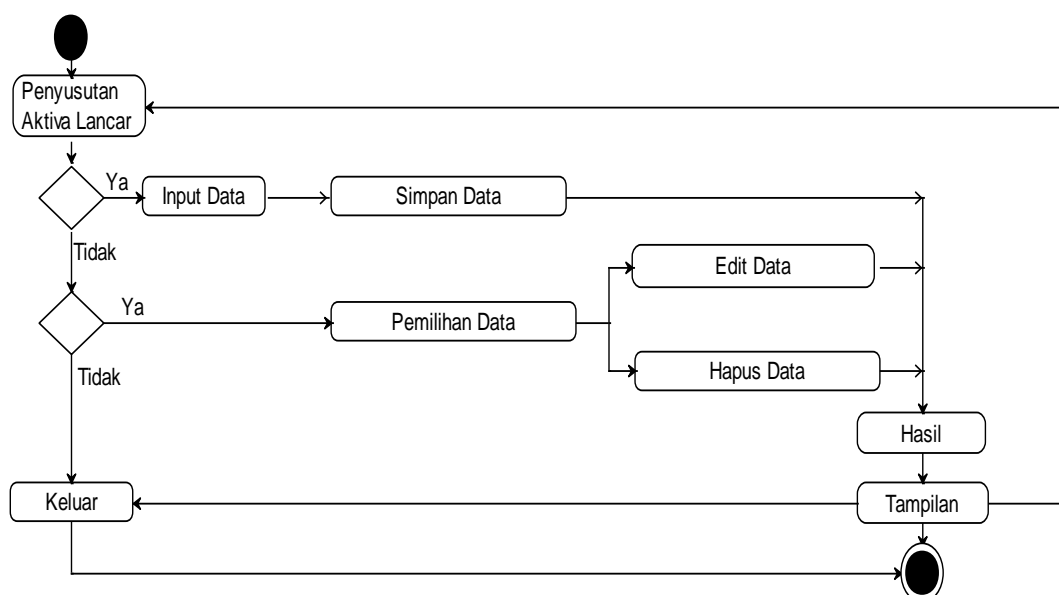 Penyusutan
Aktiva Lancar
Ya
Input Data
Simpan Data
Tidak
Edit Data
Ya
Pemilihan Data
Hapus Data
Tidak
Hasil
Keluar
Tampilan